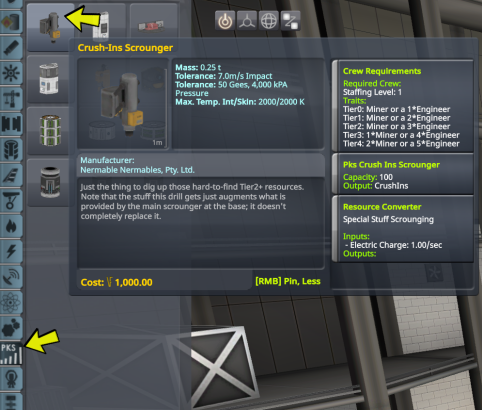 Crush-Ins Scrounger
1m
Mass: 0.25 t
Tolerance: 7.0m/s Impact
Tolerance: 50 Gees, 4,000 kPA
Pressure
Max. Temp. Int/Skin: 2000/2000 K
Manufacturer:
Nermable Nermables, Pty. Ltd.
Just the thing to dig up those hard-to-find Tier2+ resources.
Note that the stuff this drill gets just augments what is
provided by the main scrounger at the base; it doesn't
completely replace it.
Cost: 1,000.00
[RMB] Pin, Less
Crew Requirements
Required Crew:
Staffing Level: 1
Traits:
Tier0: Miner or a 1*Engineer
Tier1: Miner or a 2*Engineer
Tier2: Miner or a 3*Engineer
Tier3: 1*Miner or a 4*Engineer
Tier4: 2*Miner or a 5*Engineer
Pks Crush Ins Scrounger
Capacity: 100
Output: CrushIns
Resource Converter
Special Stuff Scrounging
Inputs:
- Electric Charge: 1.00/sec
Outputs:
PKS